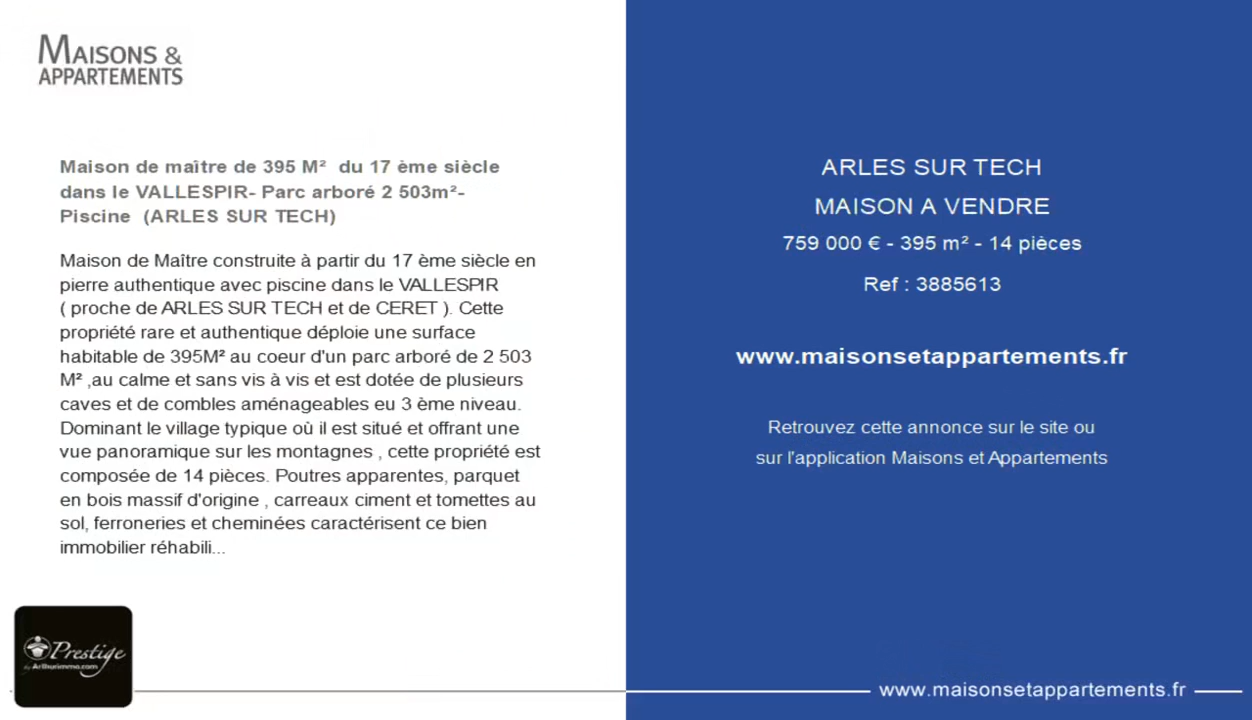 MAISONS &
APPARTEMENTS
Maison de maître de 395 M² du 17 ème siècle
dans le VALLESPIR- Parc arboré 2 503m²-
Piscine (ARLES SUR TECH)
Maison de Maître construite à partir du 17 ème siècle en
pierre authentique avec piscine dans le VALLESPIR
( proche de ARLES SUR TECH et de CERET ). Cette
propriété rare et authentique déploie une surface
habitable de 395M² au coeur d'un parc arboré de 2 503
M² ,au calme et sans vis à vis et est dotée de plusieurs
caves et de combles aménageables eu 3 ème niveau.
Dominant le village typique où il est situé et offrant une
vue panoramique sur les montagnes , cette propriété est
composée de 14 pièces. Poutres apparentes, parquet
en bois massif d'origine , carreaux ciment et tomettes au
sol, ferroneries et cheminées caractérisent ce bien
immobilier réhabili...
Prestige
by Arthurimmo.com
ARLES SUR TECH
MAISON A VENDRE
759 000 € - 395 m² - 14 pièces
Ref : 3885613
www.maisonsetappartements.fr
Retrouvez cette annonce sur le site ou
sur l'application Maisons et Appartements
www.maisonsetappartements.fr